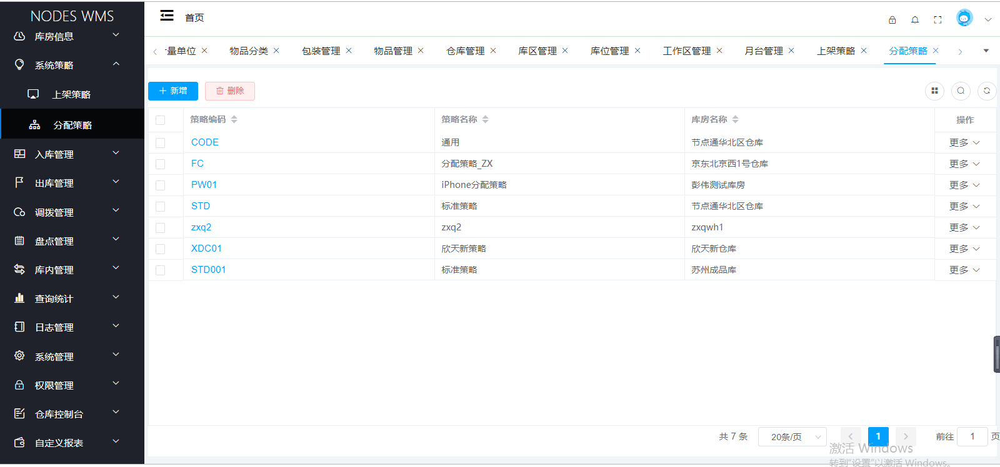 NODES WMS
首页
库房信息
系统策略
上架策略
分配策略
入库管理
出库管理
调拨管理
盘点管理
库内管理
查询统计
日志管理
系统管理
权限管理
仓库控制台
自定义报表
量单位 物品分类 包装管理 物品管理 仓库管理 库区管理 库位管理 工作区管理 月台管理 上架策略 分配策略
新增 删除
策略编码 策略名称 库房名称 操作
CODE 通用 节点通华北区仓库 更多
FC 分配策略_ZX 京东北京西1号仓库 更多
PW01 iPhone分配策略 彭伟测试库房 更多
STD 标准策略 节点通华北区仓库 更多
zxq2 zxq2 zxqwh1 更多
XDC01 欣天新策略 欣天新仓库 更多
STD001 标准策略 苏州成品库 更多
共 7 条 20条/页 1 前往 1 页
激活 Windows
转到"设置"以激活 Windows。